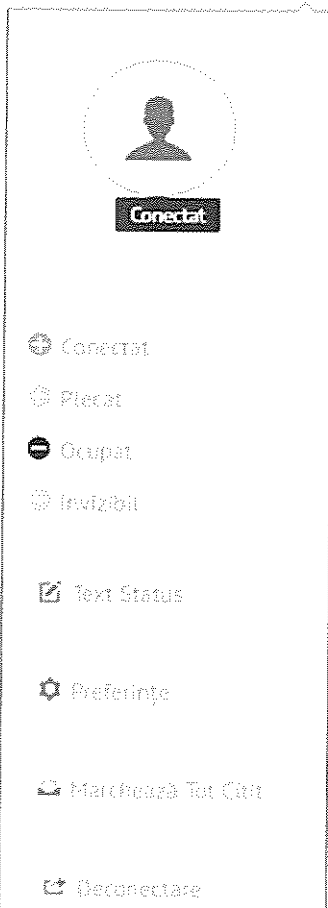 Conectat
Conectat
Plecat
Ocupat
Invizibil
Text Status
Preferințe
Marchează Tot Citit
Deconectare